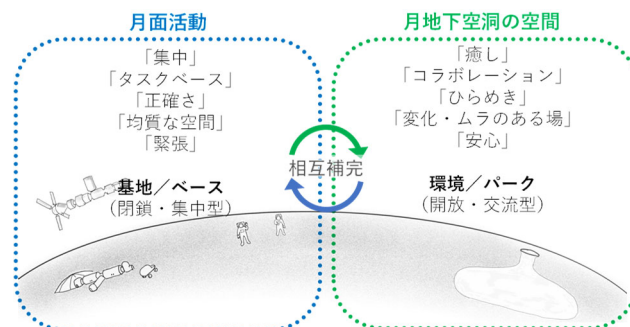 月面活動
「集中」
「タスクベース」
「正確さ」
「均質な空間」
「緊張」
基地／ベース
（閉鎖・集中型）
相互補完
月地下空洞の空間
「癒し」
「コラボレーション」
「ひらめき」
「変化・ムラのある場」
「安心」
環境／パーク
（開放・交流型）